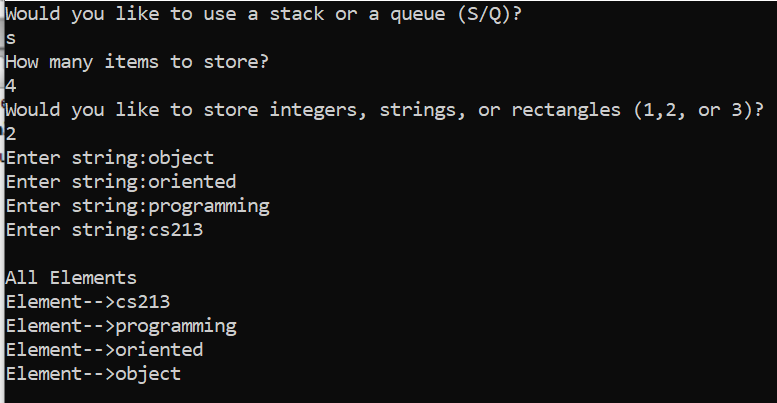 Would you like to use a stack or a queue (S/Q)?
s
How many items to store?
4
Would you like to store integers, strings, or rectangles (1,2, or 3)?
2
Enter string:object
Enter string:oriented
Enter string:programming
Enter string:cs213

All Elements
Element-->cs213
Element-->programming
Element-->oriented
Element-->object